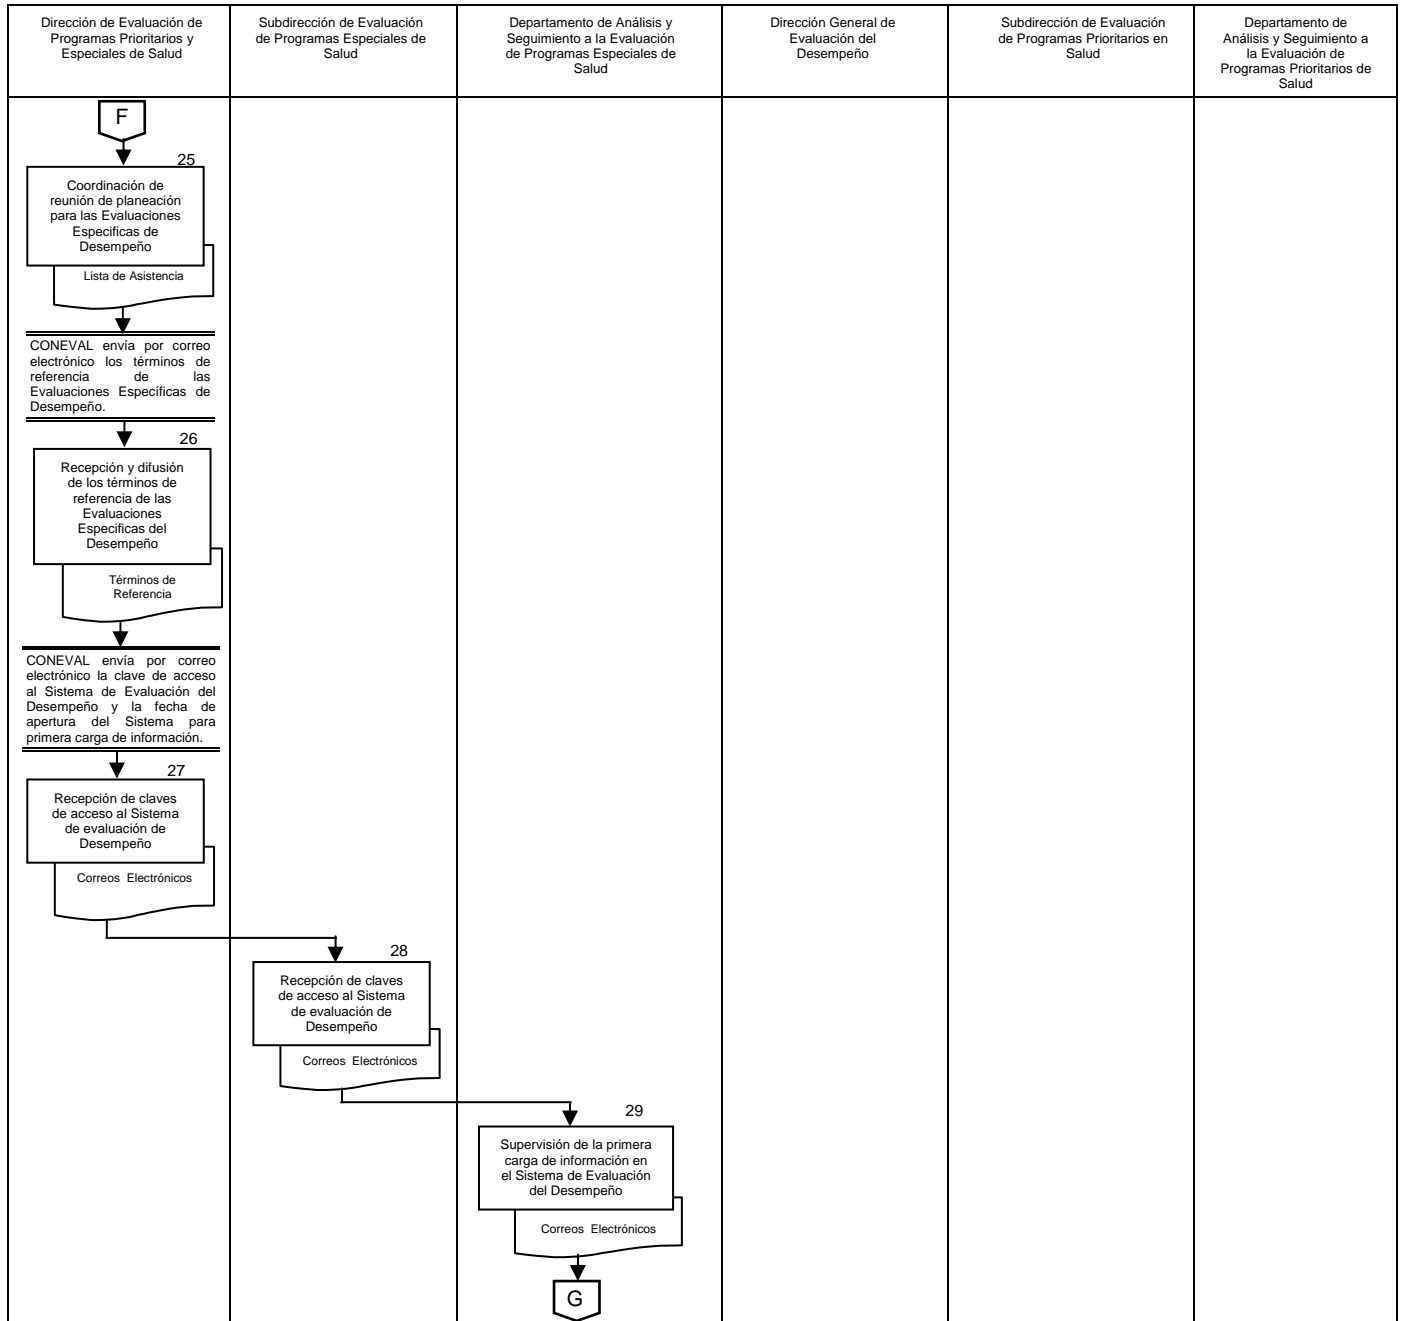 Dirección de Evaluación de
Programas Prioritarios y
Especiales de Salud
Subdirección de Evaluación
de Programas Especiales de
Salud
Departamento de Análisis y
Seguimiento a la Evaluación
de Programas Especiales de
Salud
Dirección General de
Evaluación del
Desempeño
Subdirección de Evaluación
de Programas Prioritarios en
Salud
Departamento de
Análisis y Seguimiento a
la Evaluación de
Programas Prioritarios de
Salud
F
25
Coordinación de
reunión de planeación
para las Evaluaciones
Especificas de
Desempeño
Lista de Asistencia
CONEVAL envía por correo
electrónico los términos de
referencia de las
Evaluaciones Específicas de
Desempeño.
26
Recepción y difusión
de los términos de
referencia de las
Evaluaciones
Especificas del
Desempeño
Términos de
Referencia
CONEVAL envía por correo
electrónico la clave de acceso
al Sistema de Evaluación del
Desempeño y la fecha de
apertura del Sistema para
primera carga de información.
27
Recepción de claves
de acceso al Sistema
de evaluación de
Desempeño
Correos Electrónicos
28
Recepción de claves
de acceso al Sistema
de evaluación de
Desempeño
Correos Electrónicos
29
Supervisión de la primera
carga de información en
el Sistema de Evaluación
del Desempeño
Correos Electrónicos
G